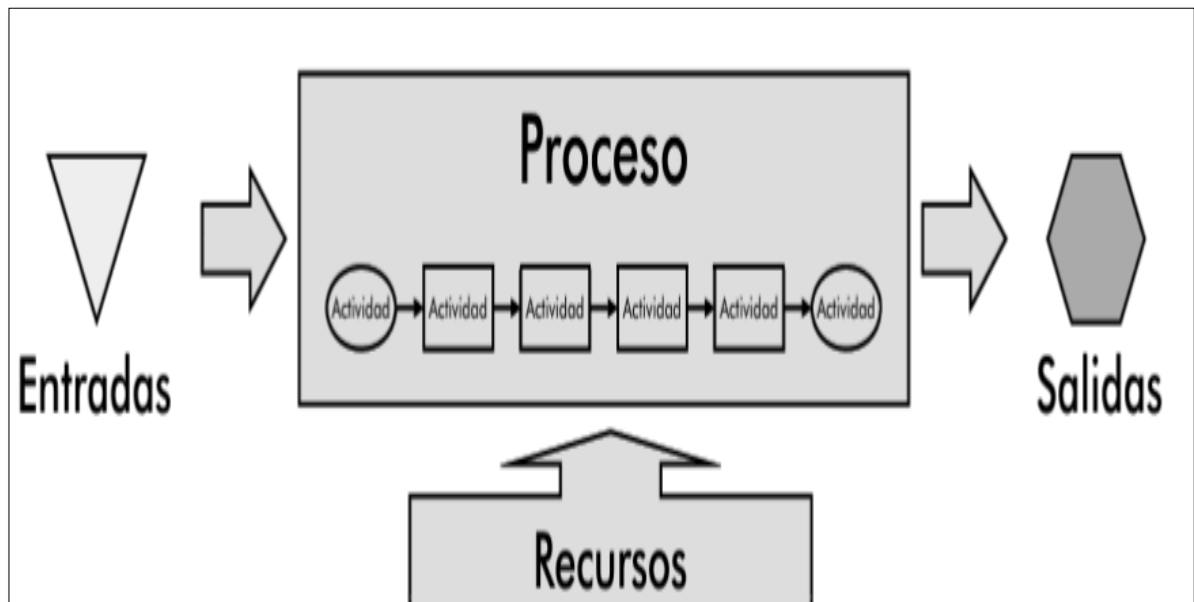 Proceso
Actividad Actividad Actividad Actividad Actividad Actividad
Entradas
Salidas
Recursos